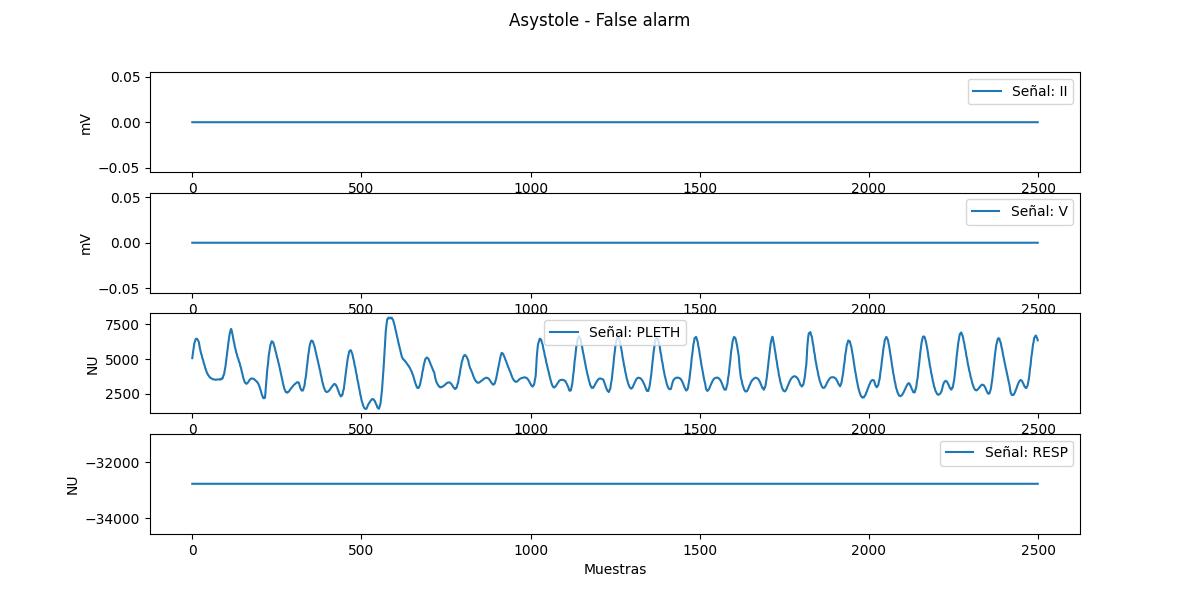 Asystole - False alarm
0.05
0.00
−0.05
mV
Señal: II
0 500 1000 1500 2000 2500
0.05
0.00
−0.05
mV
Señal: V
0 500 1000 1500 2000 2500
7500
5000
2500
NU
Señal: PLETH
0 500 1000 1500 2000 2500
−32000
−34000
NU
Señal: RESP
0 500 1000 1500 2000 2500
Muestras